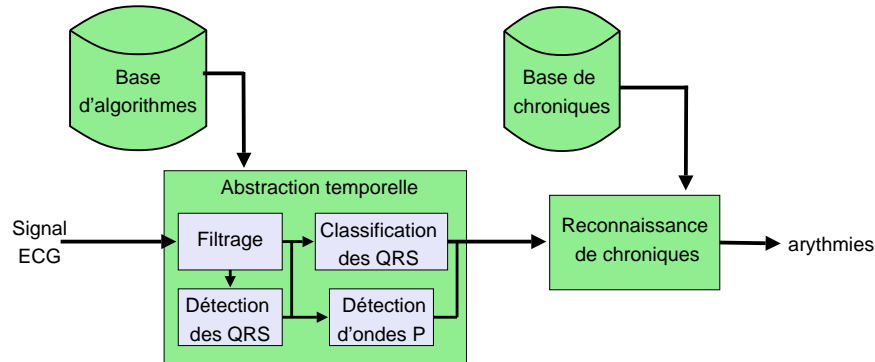 Base
d'algorithmes
Base de
chroniques
Abstraction temporelle
Signal
ECG
Filtrage
Classification
des QRS
Détection
des QRS
Détection
d'ondes P
Reconnaissance
de chroniques
arythmies